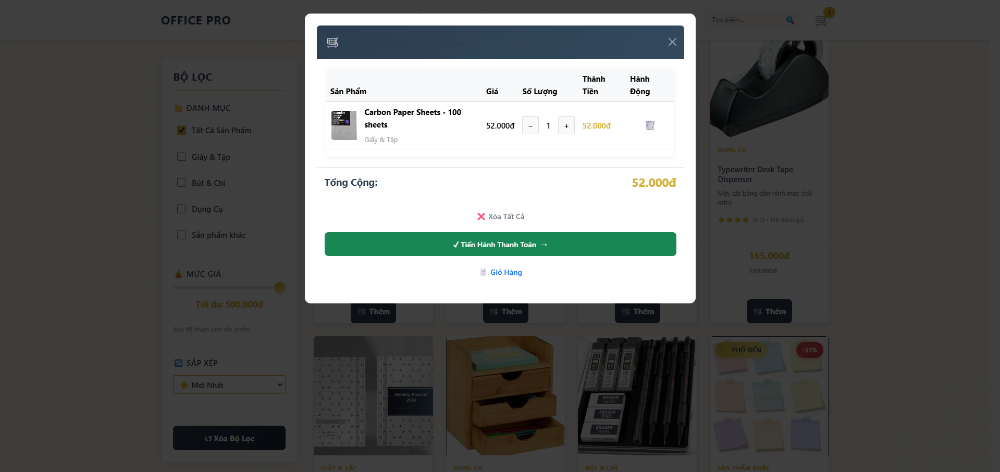 OFFICE PRO
Tìm kiếm...
1
BỘ LỌC
DANH MỤC
Tất Cả Sản Phẩm
Giấy & Tập
Bút & Chì
Dụng Cụ
Sản phẩm khác
MỨC GIÁ
Tối đa: 500.000đ
Kéo để khám phá sản phẩm
SẮP XẾP
Mới Nhất
↺ Xóa Bộ Lọc
Sản Phẩm
Giá
Số Lượng
Thành
Tiền
Hành
Động
camlin
Carbon Paper Sheets - 100
sheets
Giấy & Tập
52.000đ
−
1
+
52.000đ
Tổng Cộng:
52.000đ
Xóa Tất Cả
✓ Tiến Hành Thanh Toán →
Giỏ Hàng
DỤNG CỤ
Typewriter Desk Tape
Dispenser
Máy cắt băng dán hình máy chữ
retro
(4.7) • 198 đánh giá
165.000đ
230.000đ
Thêm
Thêm
Thêm
Thêm
Weekly Planner
2024
ERASER
ERASER
ERASER
PHỔ BIẾN
-31%
GIẤY & TẬP
DỤNG CỤ
BÚT & CHÌ
SẢN PHẨM KHÁC